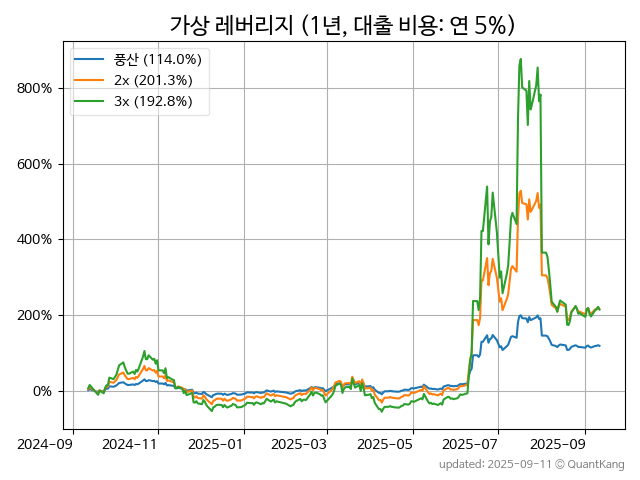 가상 레버리지 (1년, 대출 비용: 연 5%)
풍산 (114.0%)
2x (201.3%)
3x (192.8%)
800%
600%
400%
200%
0%
2024-09 2024-11 2025-01 2025-03 2025-05 2025-07 2025-09
updated: 2025-09-11 © QuantKang